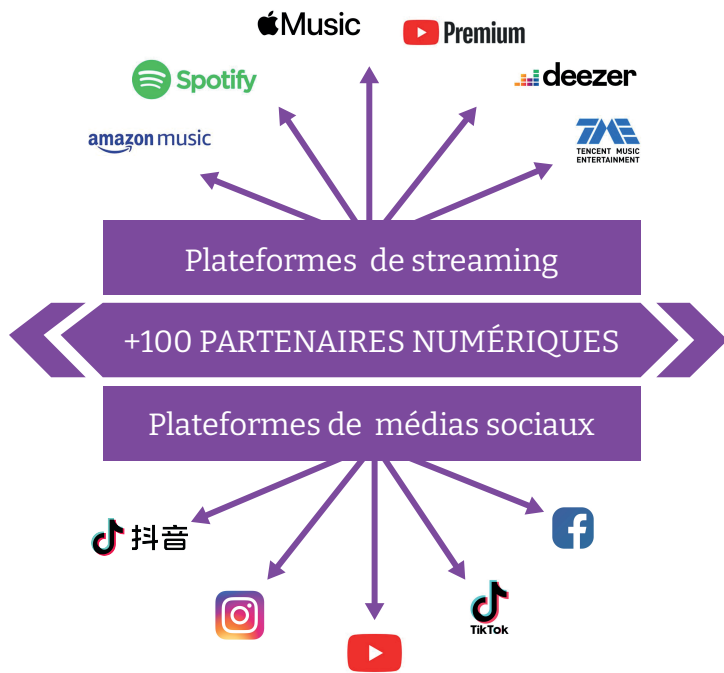 Music
Premium
Spotify
deezer
amazon music
TENCENT MUSIC
ENTERTAINMENT
Plateformes de streaming
+100 PARTENAIRES NUMÉRIQUES
Plateformes de médias sociaux
抖音
TikTok